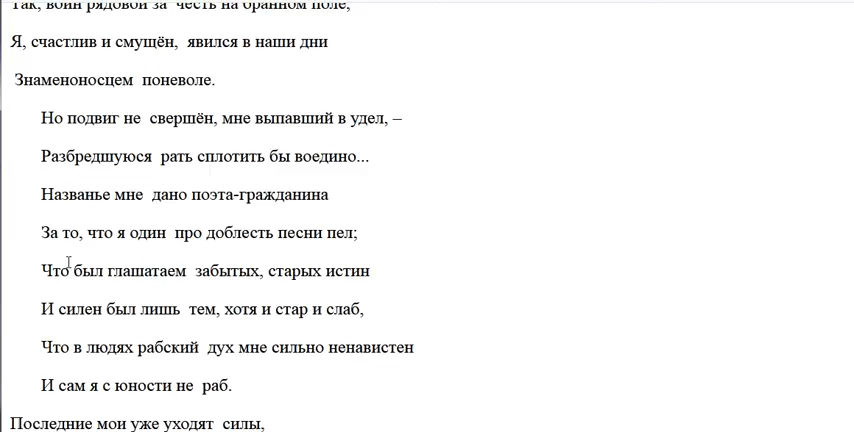 Так, воин рядовой за честь на бранном поле,
Я, счастлив и смущён, явился в наши дни
Знаменоносцем поневоле.
Но подвиг не свершён, мне выпавший в удел, –
Разбредшуюся рать сплотить бы воедино...
Названье мне дано поэта-гражданина
За то, что я один про доблесть песни пел;
Что был глашатаем забытых, старых истин
И силен был лишь тем, хотя и стар и слаб,
Что в людях рабский дух мне сильно ненавистен
И сам я с юности не раб.
Последние мои уже уходят силы,